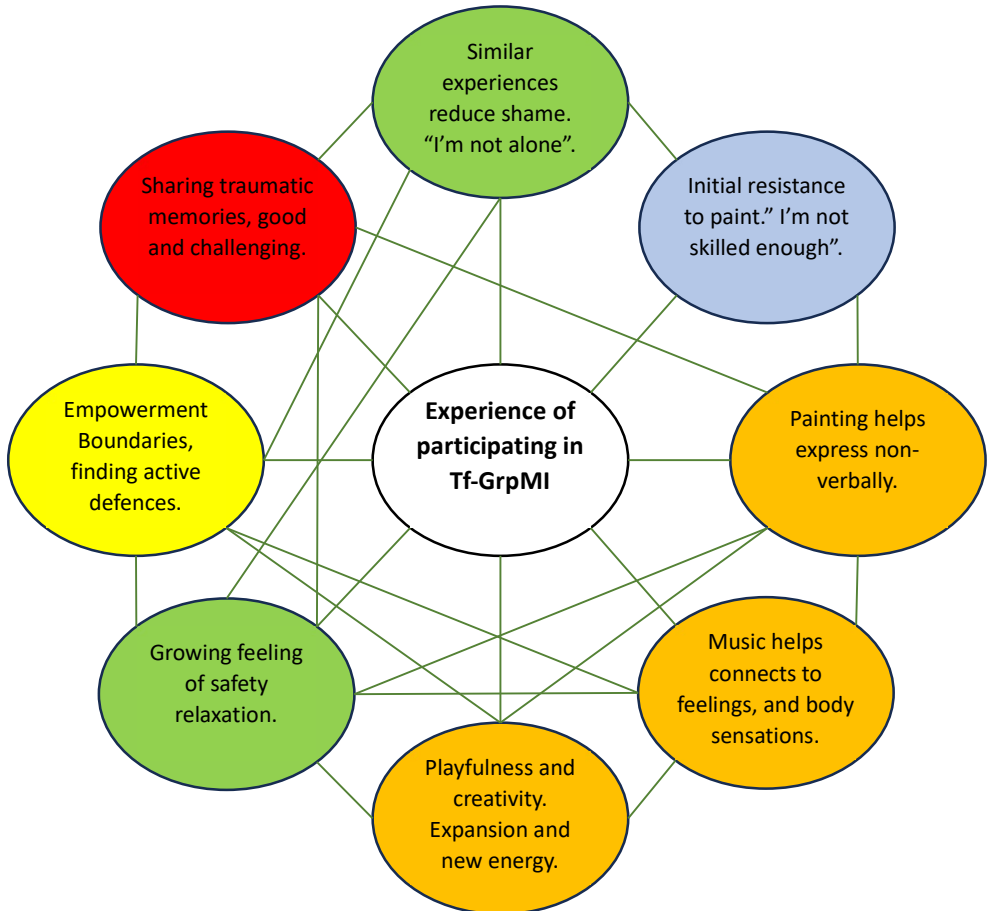 Similar
experiences
reduce shame.
“I’m not alone”.
Sharing traumatic
memories, good
and challenging.
Initial resistance
to paint.” I’m not
skilled enough”.
Empowerment
Boundaries,
finding active
defences.
Experience of
participating in
Tf-GrpMI
Painting helps
express non-
verbally.
Growing feeling
of safety
relaxation.
Music helps
connects to
feelings, and body
sensations.
Playfulness and
creativity.
Expansion and
new energy.